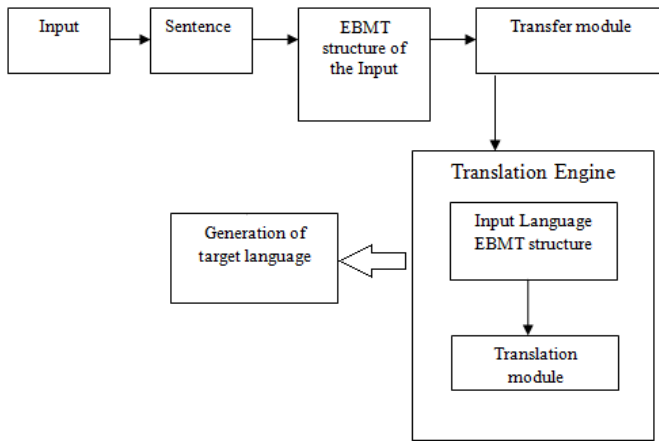 Input
Sentence
EBMT
structure of
the Input
Transfer module
Translation Engine
Input Language
EBMT structure
Translation
module
Generation of
target language